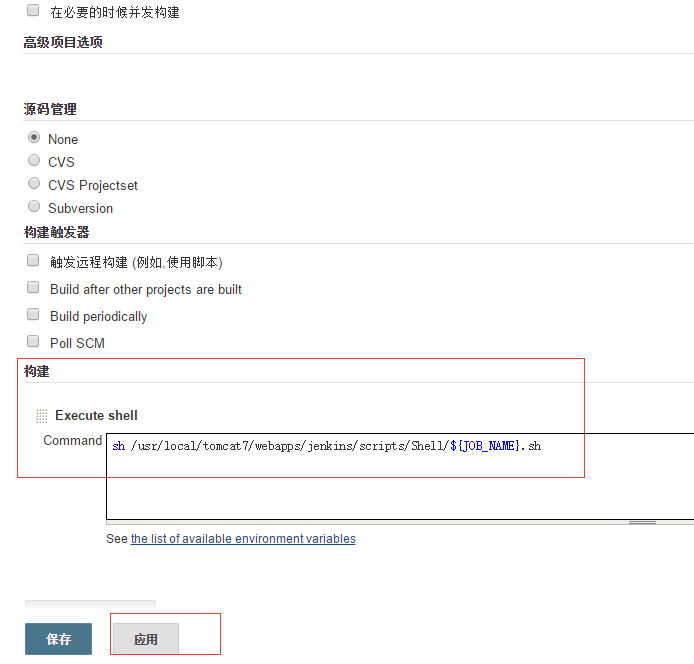 在必要的时候并发构建
高级项目选项
源码管理
None
CVS
CVS Projectset
Subversion
构建触发器
触发远程构建 (例如,使用脚本)
Build after other projects are built
Build periodically
Poll SCM
构建
Execute shell
Command sh /usr/local/tomcat7/webapps/jenkins/scripts/Shell/${JOB_NAME}.sh
See the list of available environment variables
保存 应用